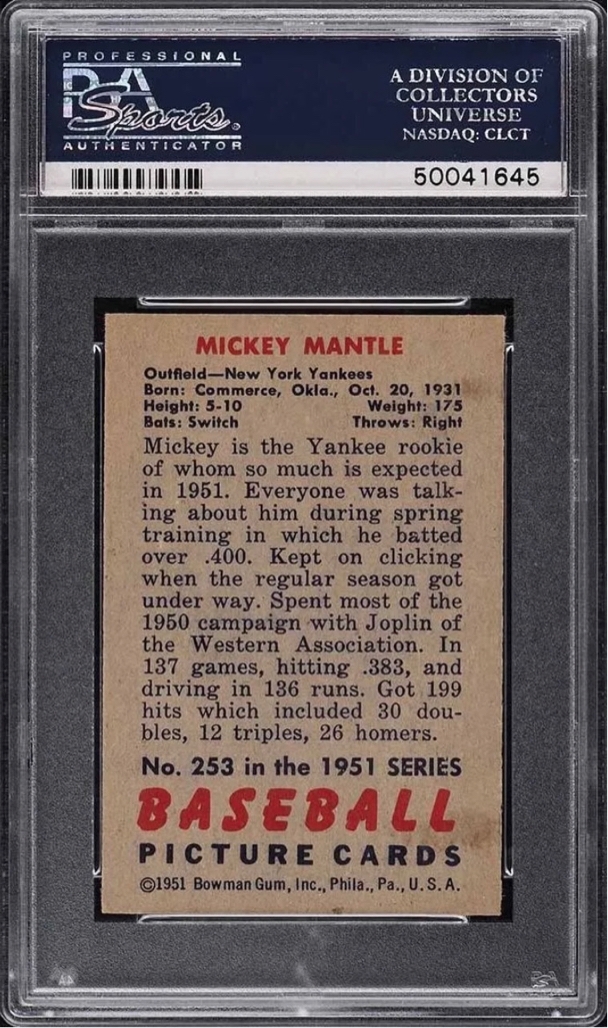 PROFESSIONAL
PSA
Sports
AUTHENTICATOR
A DIVISION OF
COLLECTORS
UNIVERSE
NASDAQ: CLCT
50041645
MICKEY MANTLE
Outfield—New York Yankees
Born: Commerce, Okla., Oct. 20, 1931
Height: 5-10 Weight: 175
Bats: Switch Throws: Right
Mickey is the Yankee rookie
of whom so much is expected
in 1951. Everyone was talk-
ing about him during spring
training in which he batted
over .400. Kept on clicking
when the regular season got
under way. Spent most of the
1950 campaign with Joplin of
the Western Association. In
137 games, hitting .383, and
driving in 136 runs. Got 199
hits which included 30 dou-
bles, 12 triples, 26 homers.
No. 253 in the 1951 SERIES
BASEBALL
PICTURE CARDS
©1951 Bowman Gum, Inc., Phila., Pa., U.S.A.
PSA